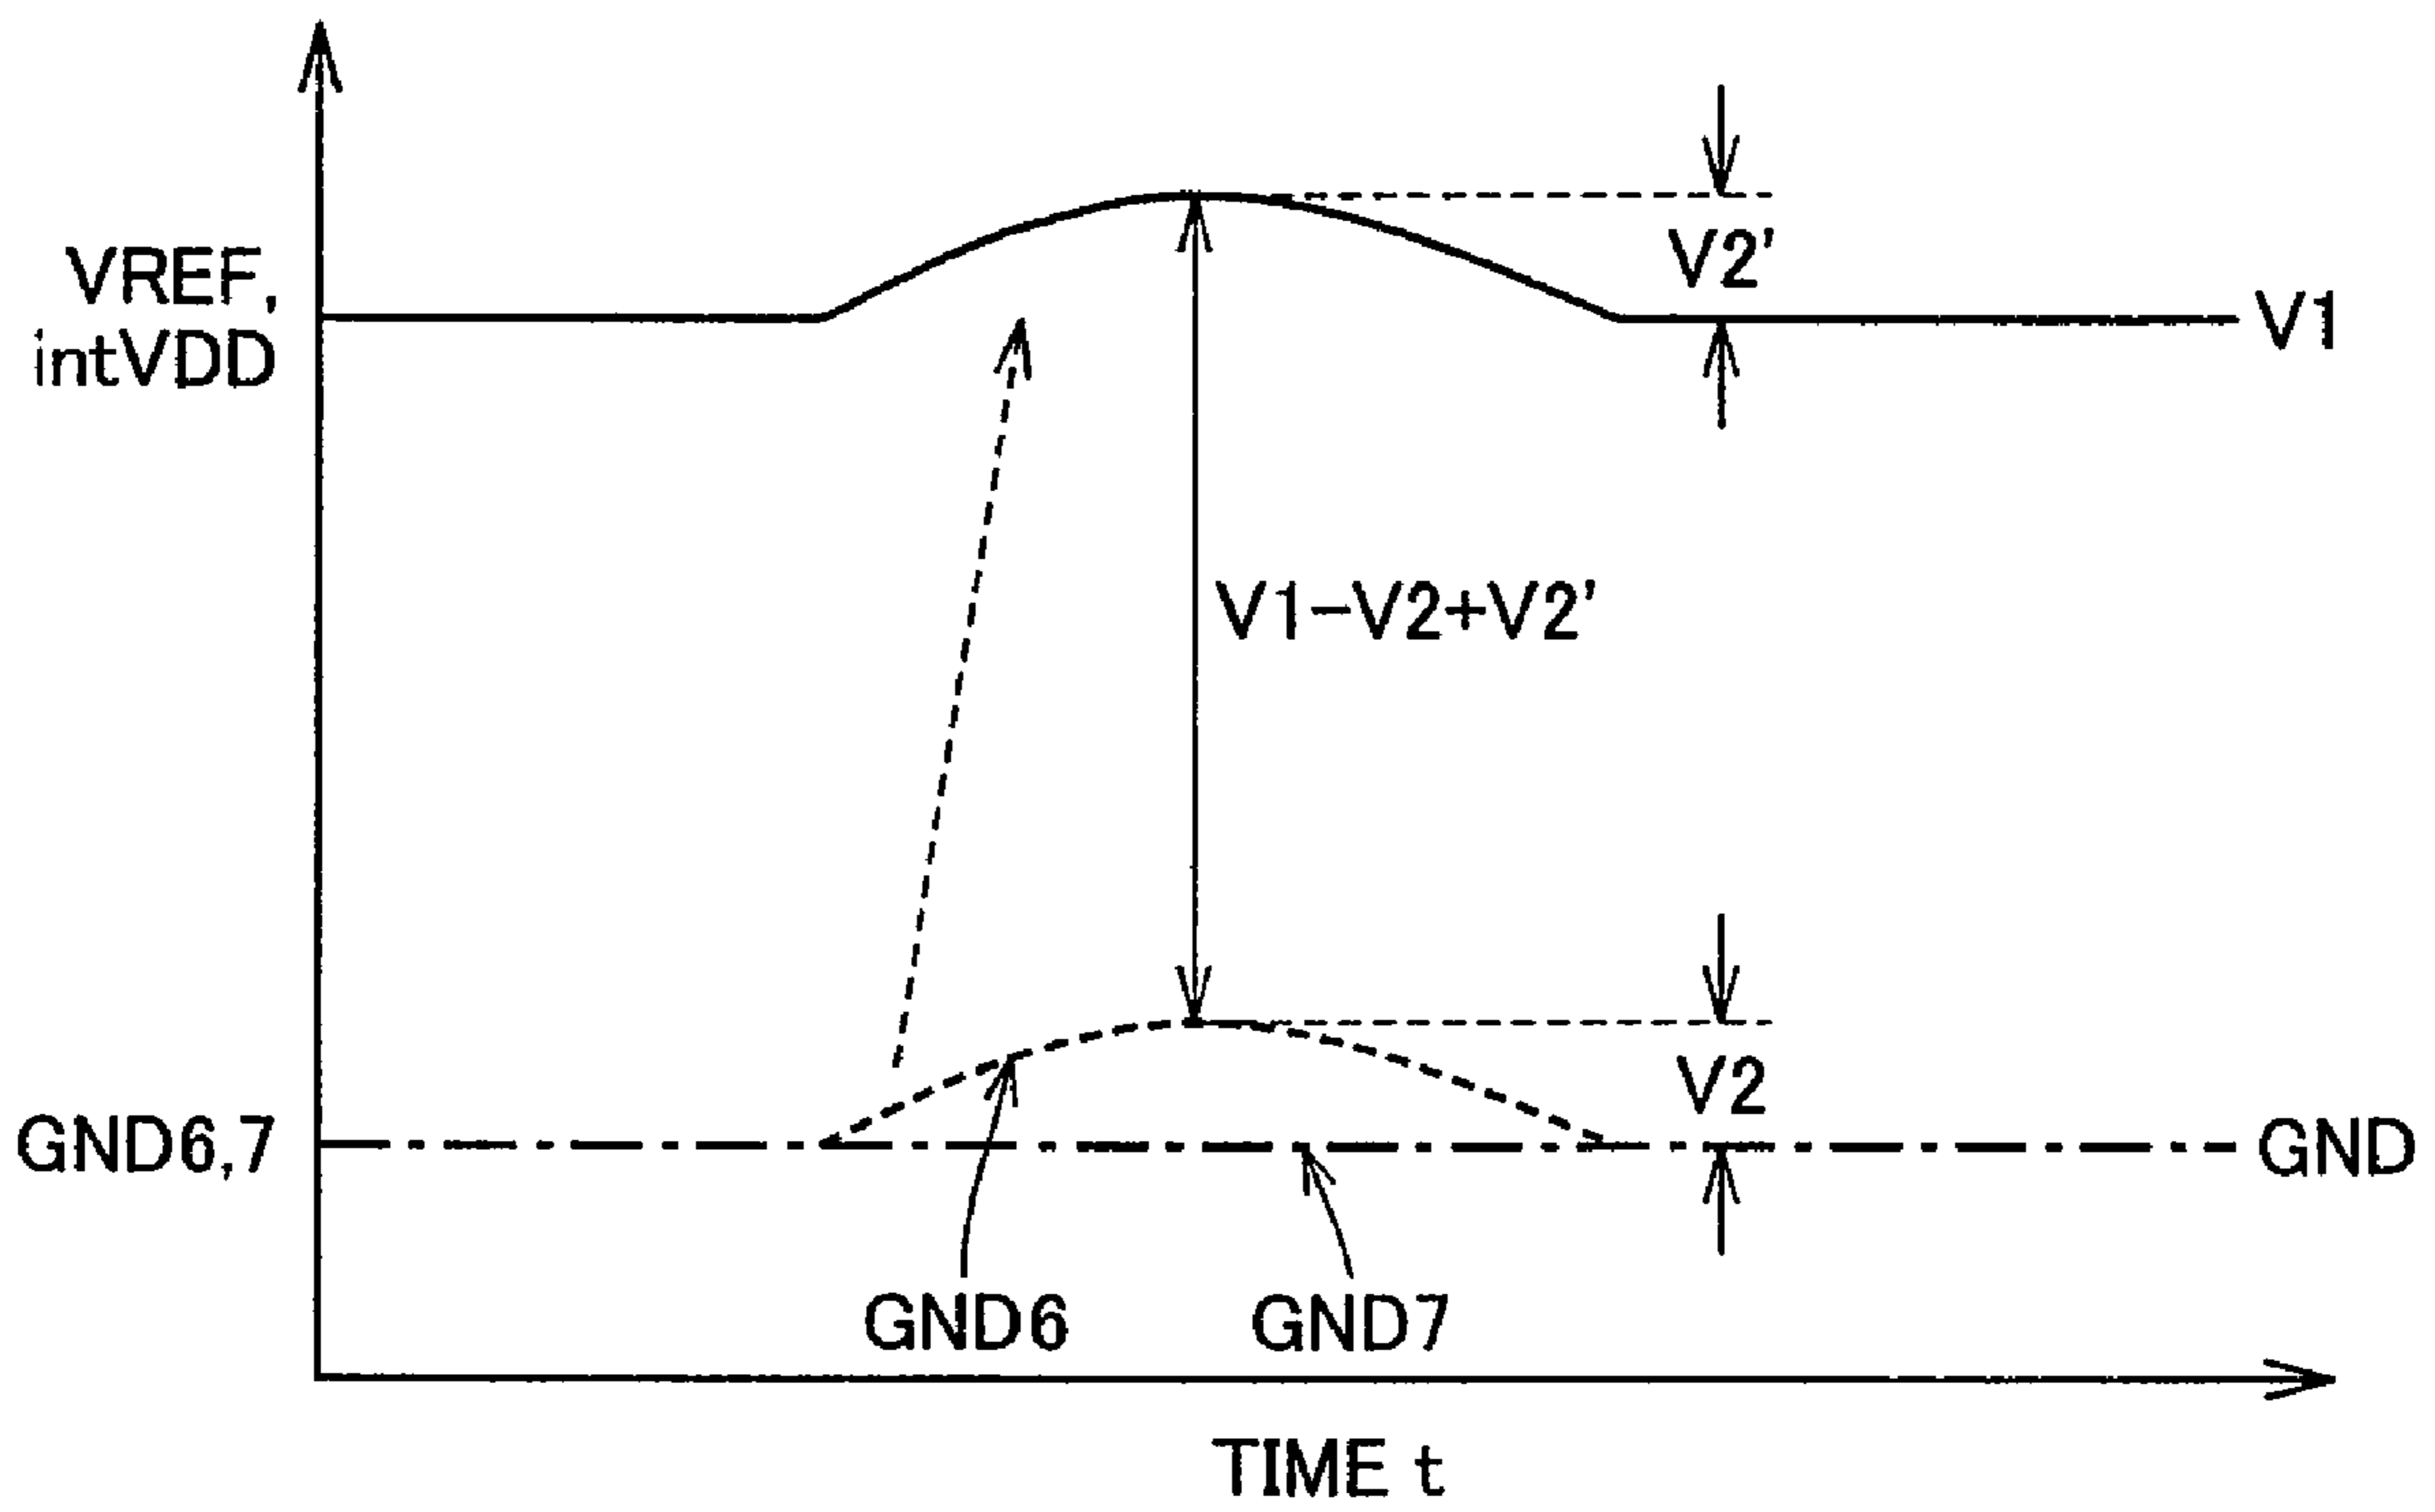 VREF,
intVDD
V2'
V1
V1-V2+V2'
V2
GND6,7
GND
GND6
GND7
TIME t